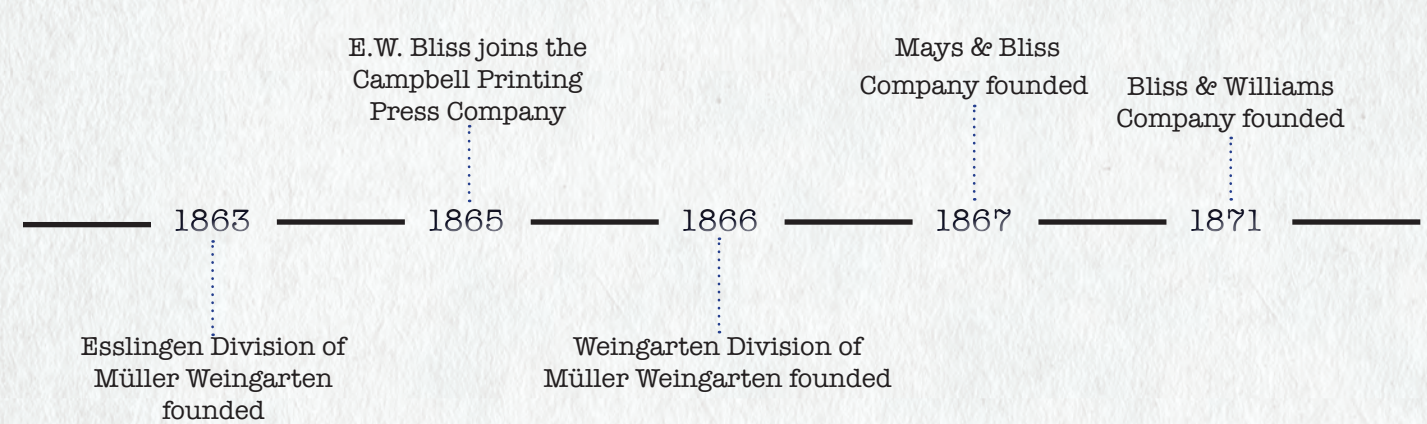 E.W. Bliss joins the
Campbell Printing
Press Company
Mays & Bliss
Company founded
Bliss & Williams
Company founded
1863
1865
1866
1867
1871
Esslingen Division of
Müller Weingarten
founded
Weingarten Division of
Müller Weingarten founded